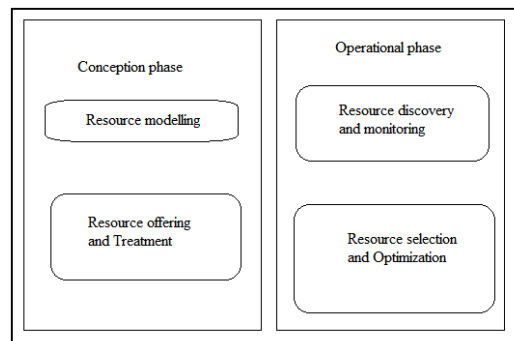 Conception phase
Resource modelling
Resource offering
and Treatment
Operational phase
Resource discovery
and monitoring
Resource selection
and Optimization